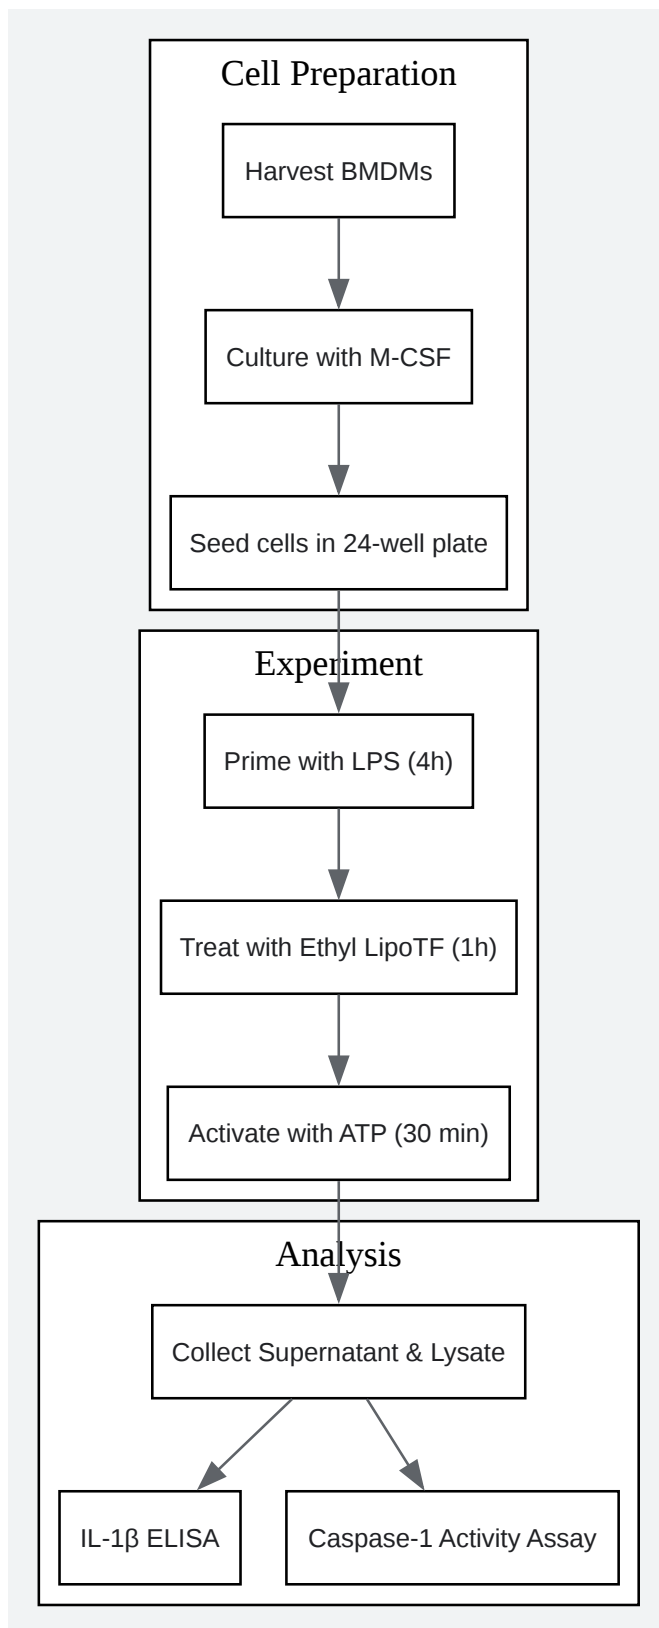 Cell Preparation
Harvest BMDMs
Culture with M-CSF
Seed cells in 24-well plate
Experiment
Prime with LPS (4h)
Treat with Ethyl LipoTF (1h)
Activate with ATP (30 min)
Analysis
Collect Supernatant & Lysate
IL-1β ELISA
Caspase-1 Activity Assay